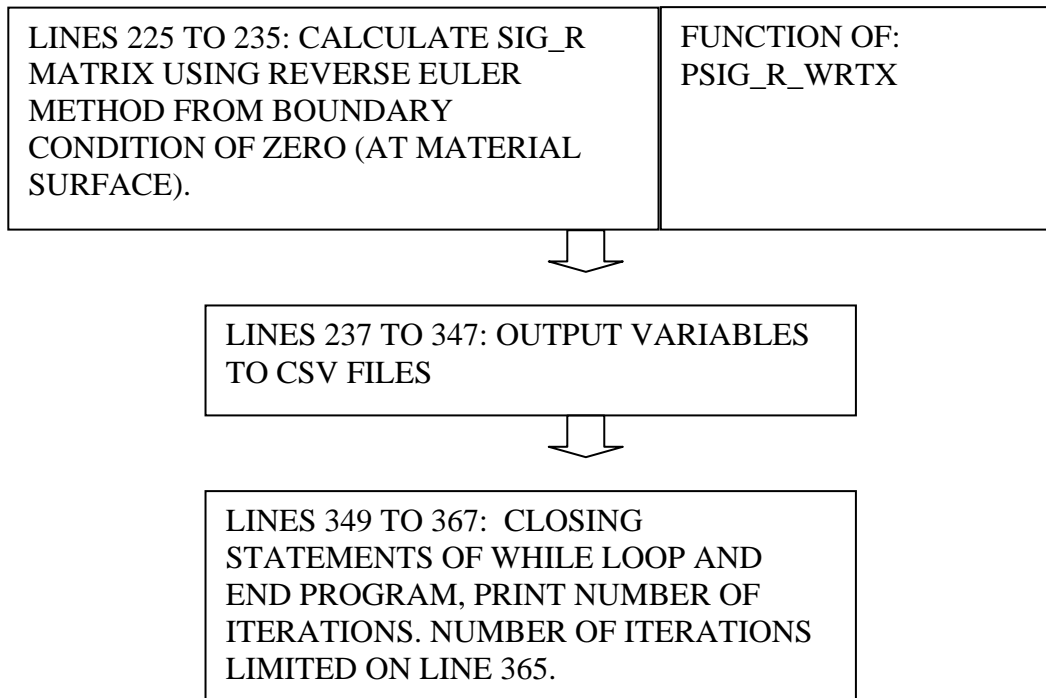 LINES 225 TO 235: CALCULATE SIG_R
MATRIX USING REVERSE EULER
METHOD FROM BOUNDARY
CONDITION OF ZERO (AT MATERIAL
SURFACE).
FUNCTION OF:
PSIG_R_WRTX
LINES 237 TO 347: OUTPUT VARIABLES
TO CSV FILES
LINES 349 TO 367:  CLOSING
STATEMENTS OF WHILE LOOP AND
END PROGRAM, PRINT NUMBER OF
ITERATIONS. NUMBER OF ITERATIONS
LIMITED ON LINE 365.